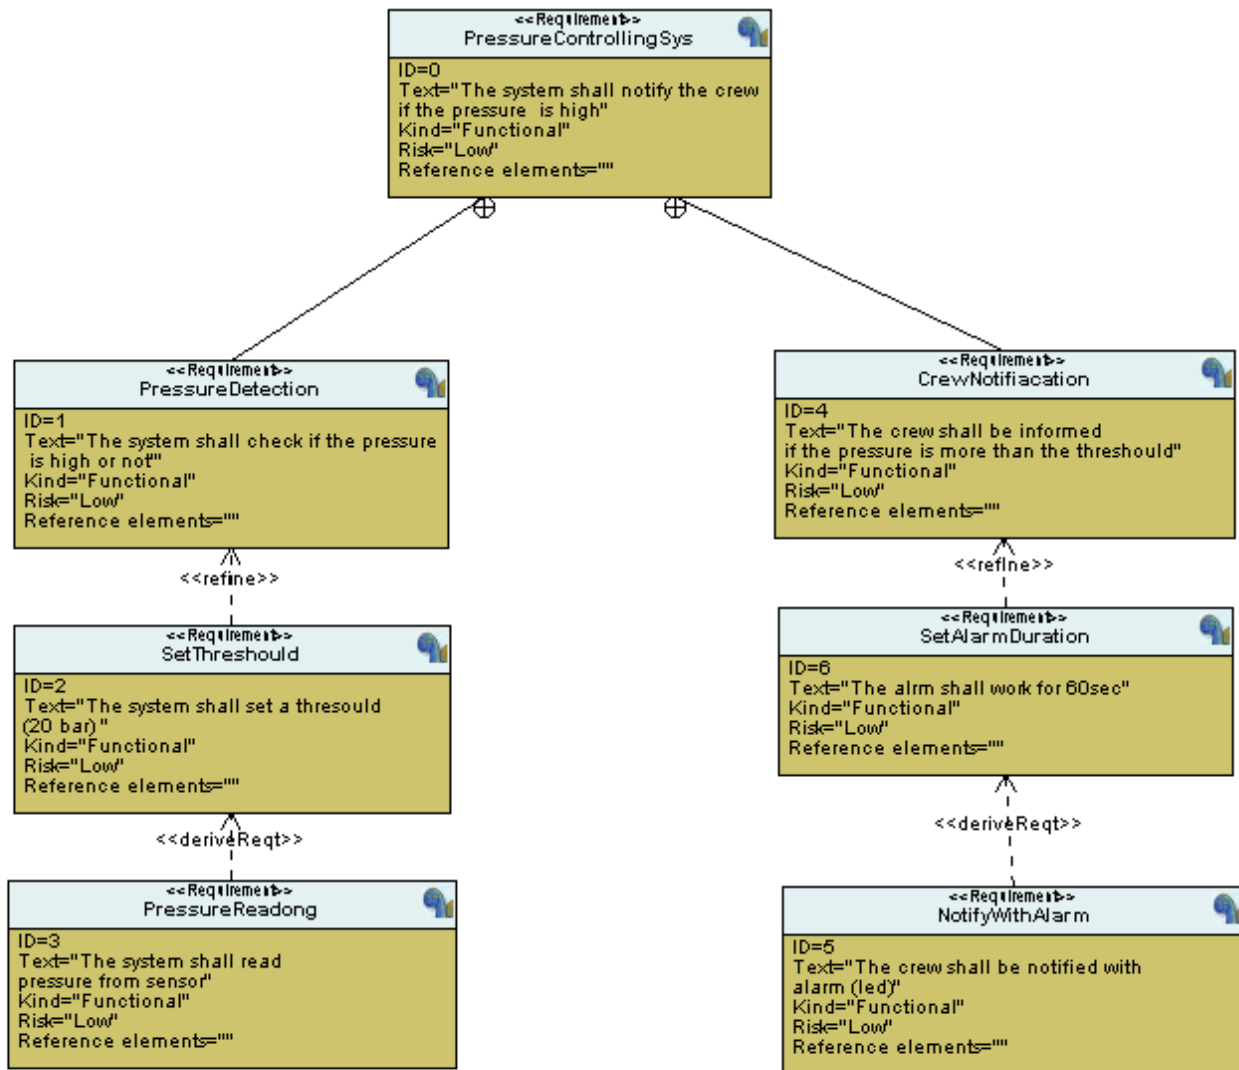 <<Requirement>>
PressureControllingSys
ID=0
Text="The system shall notify the crew
if the pressure  is high"
Kind="Functional"
Risk="Low"
Reference elements=""
<<Requirement>>
PressureDetection
ID=1
Text="The system shall check if the pressure
is high or not"
Kind="Functional"
Risk="Low"
Reference elements=""
<<refine>>
<<Requirement>>
SetThreshould
ID=2
Text="The system shall set a thresould
(20 bar) "
Kind="Functional"
Risk="Low"
Reference elements=""
<<deriveReqt>>
<<Requirement>>
PressureReadong
ID=3
Text="The system shall read
pressure from sensor"
Kind="Functional"
Risk="Low"
Reference elements=""
<<Requirement>>
CrewNotifiacation
ID=4
Text="The crew shall be informed
if the pressure is more than the threshould"
Kind="Functional"
Risk="Low"
Reference elements=""
<<refine>>
<<Requirement>>
SetAlarmDuration
ID=6
Text="The alrm shall work for 60sec"
Kind="Functional"
Risk="Low"
Reference elements=""
<<deriveReqt>>
<<Requirement>>
NotifyWithAlarm
ID=5
Text="The crew shall be notified with
alarm (led)"
Kind="Functional"
Risk="Low"
Reference elements=""